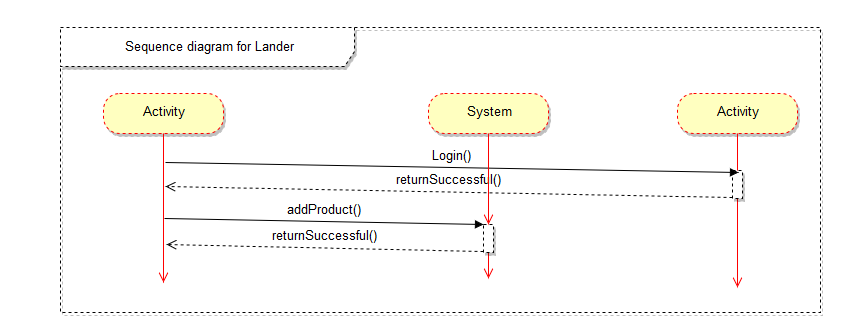 Sequence diagram for Lander
Activity
System
Activity
Login()
returnSuccessful()
addProduct()
returnSuccessful()